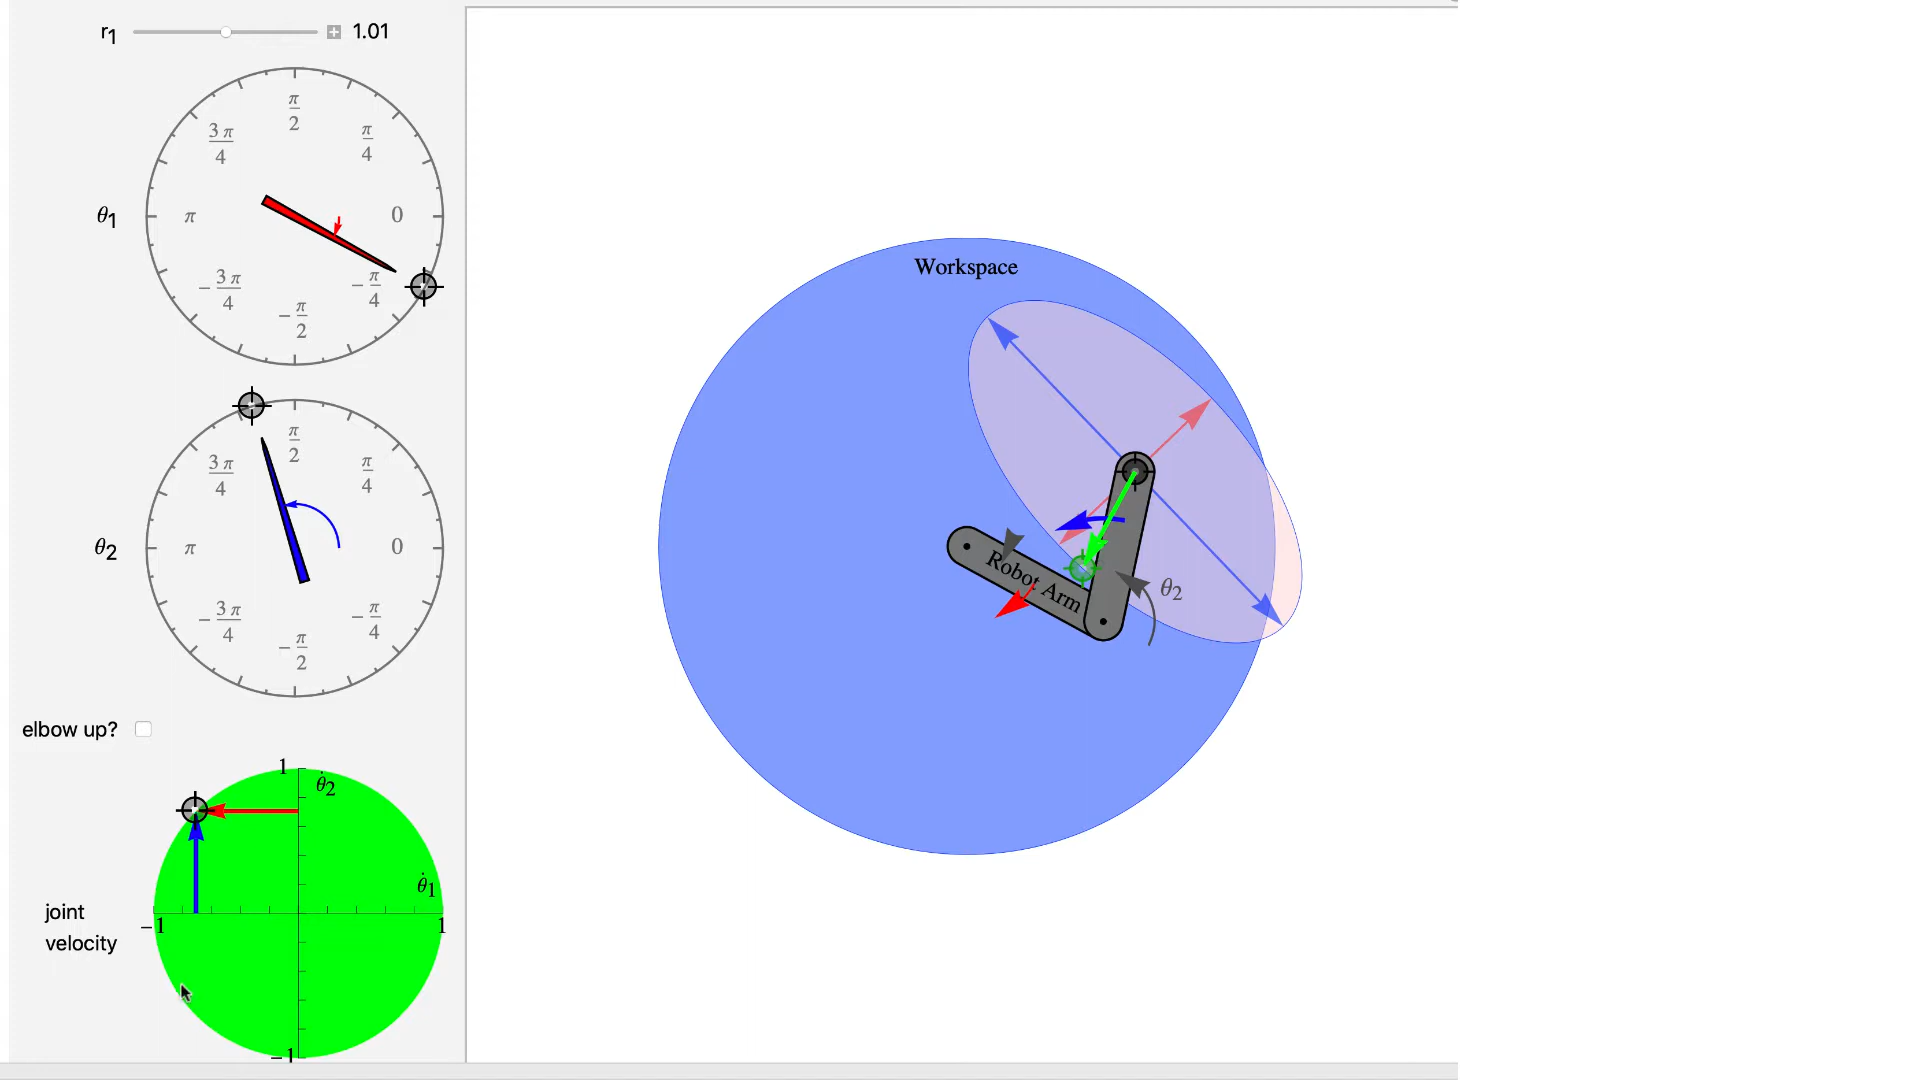 r1 1.01
π/2
3π/4 π/4
θ1 π 0
-3π/4 -π/4
-π/2
π/2
3π/4 π/4
θ2 π 0
-3π/4 -π/4
-π/2
elbow up?
1 θ̇2
θ̇1
joint
velocity
-1 1
-1
Workspace
Robot Arm
θ2